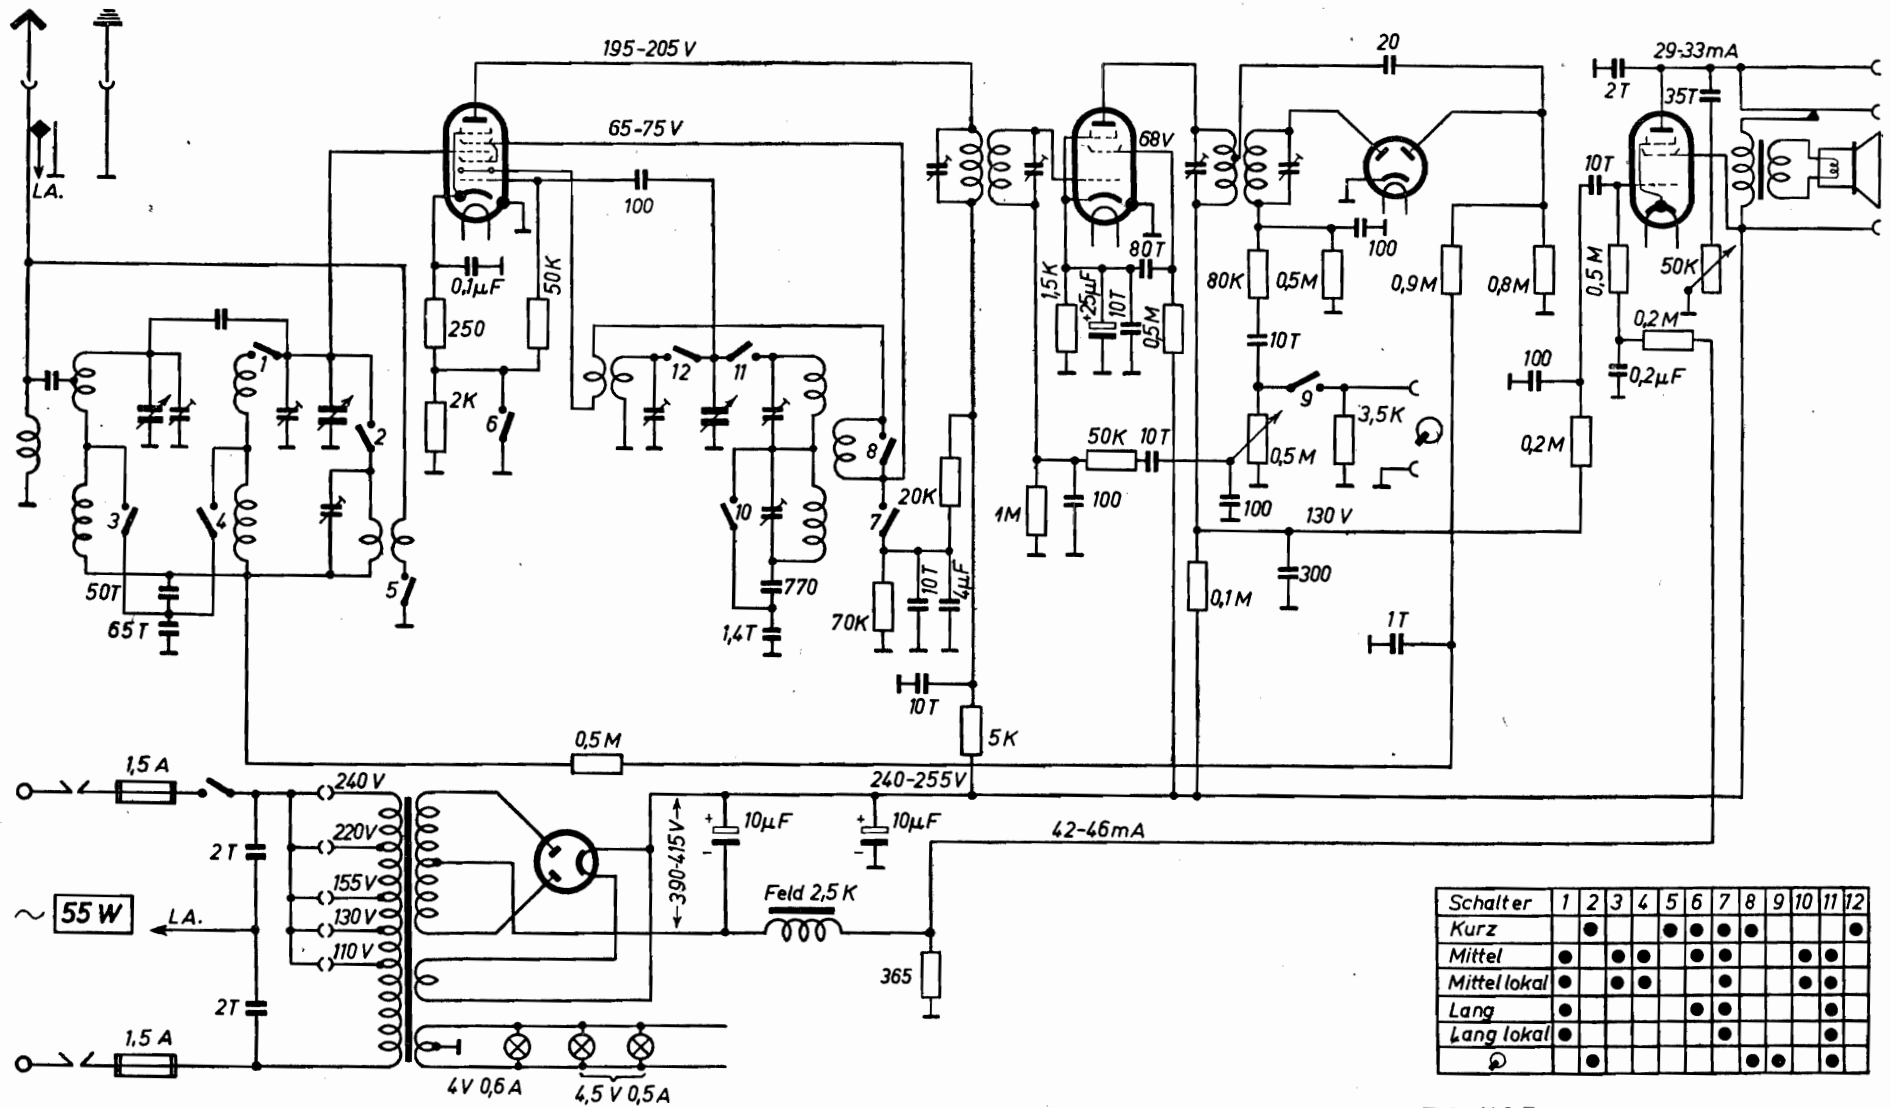 195-205 V
20
29-33mA
2T
35T
65-75 V
68V
10T
LA.
100
80T
100
0,1µF
50K
1,5K
+25µF
10T
0,5M
80K
0,5M
0,9M
0,8M
0,5M
50K
250
10T
0,2M
1
12
11
100
0,2µF
2K
6
2
8
9
3,5K
50K
10T
0,5M
0,2M
3
4
10
7
20K
1M
100
100
130 V
50T
5
770
10T
4µF
300
65T
1,4T
70K
0,1M
1T
10T
0,5M
5K
1,5 A
240V
240-255V
220V
+
10µF
-
+
10µF
-
42-46mA
2T
390-415V
155V
Feld 2,5 K
~ 55 W
L.A.
130V
110V
365
2T
1,5 A
4V 0,6A
4,5 V 0,5A
Schalter 1 2 3 4 5 6 7 8 9 10 11 12
Kurz
Mittel
Mittel lokal
Lang
Lang lokal